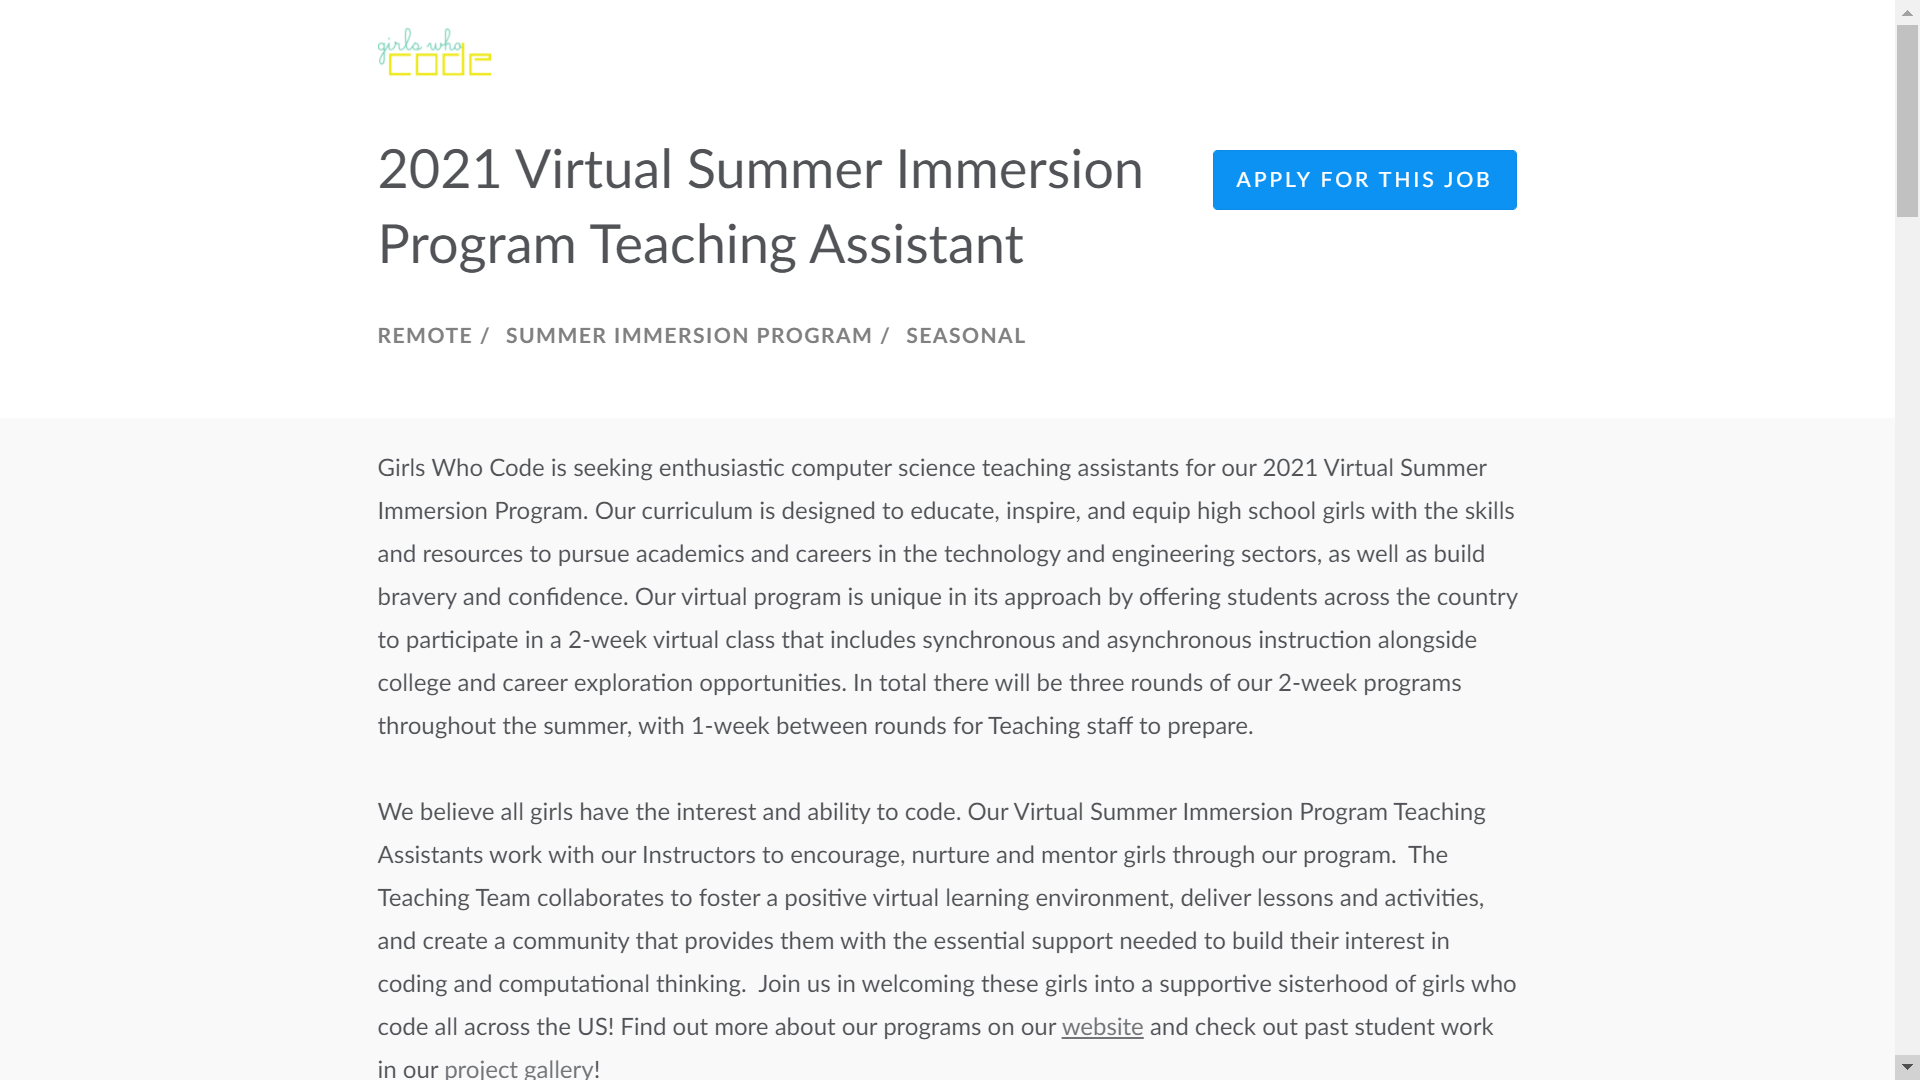 girls who
code
2021 Virtual Summer Immersion
Program Teaching Assistant
APPLY FOR THIS JOB
REMOTE / SUMMER IMMERSION PROGRAM / SEASONAL
Girls Who Code is seeking enthusiastic computer science teaching assistants for our 2021 Virtual Summer
Immersion Program. Our curriculum is designed to educate, inspire, and equip high school girls with the skills
and resources to pursue academics and careers in the technology and engineering sectors, as well as build
bravery and confidence. Our virtual program is unique in its approach by offering students across the country
to participate in a 2-week virtual class that includes synchronous and asynchronous instruction alongside
college and career exploration opportunities. In total there will be three rounds of our 2-week programs
throughout the summer, with 1-week between rounds for Teaching staff to prepare.
We believe all girls have the interest and ability to code. Our Virtual Summer Immersion Program Teaching
Assistants work with our Instructors to encourage, nurture and mentor girls through our program.  The
Teaching Team collaborates to foster a positive virtual learning environment, deliver lessons and activities,
and create a community that provides them with the essential support needed to build their interest in
coding and computational thinking.  Join us in welcoming these girls into a supportive sisterhood of girls who
code all across the US! Find out more about our programs on our website and check out past student work
in our project gallery!